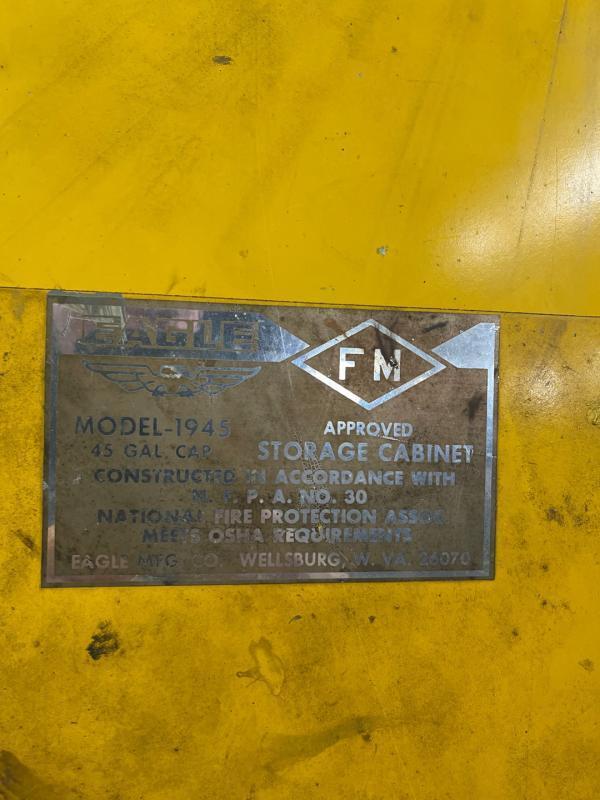 EAGLE
FM
MODEL-1945
APPROVED
45 GAL. CAP. STORAGE CABINET
CONSTRUCTED IN ACCORDANCE WITH
N. F. P. A. NO. 30
NATIONAL FIRE PROTECTION ASSOC.
MEETS OSHA REQUIREMENTS
EAGLE MFG. CO. WELLSBURG, W. VA. 26070